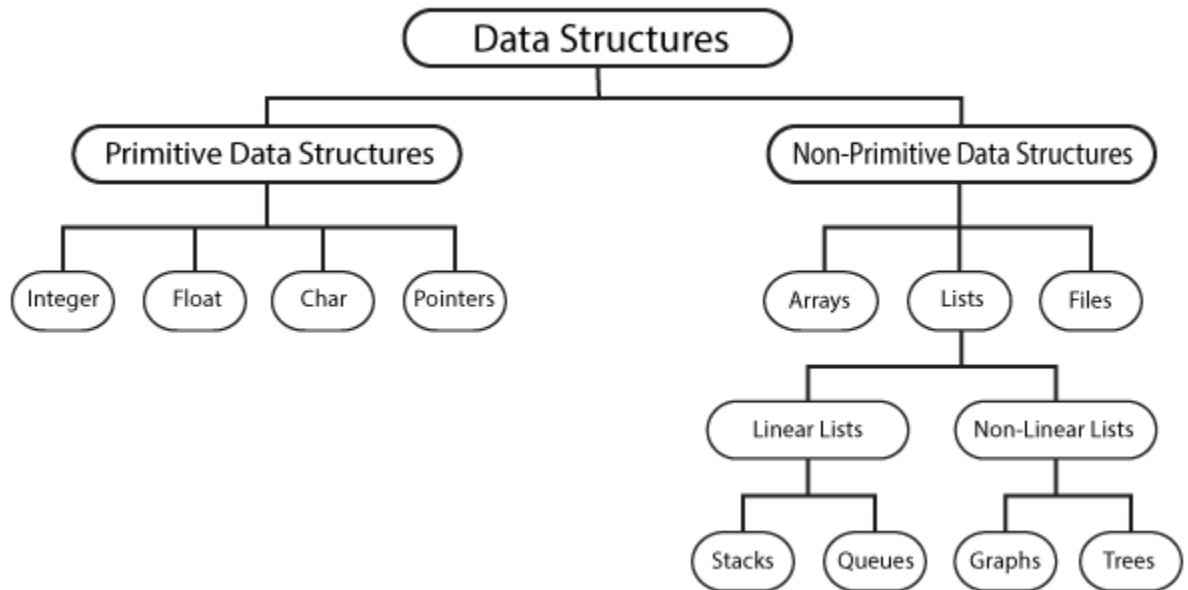 Data Structures
Primitive Data Structures
Non-Primitive Data Structures
Integer
Float
Char
Pointers
Arrays
Lists
Files
Linear Lists
Non-Linear Lists
Stacks
Queues
Graphs
Trees